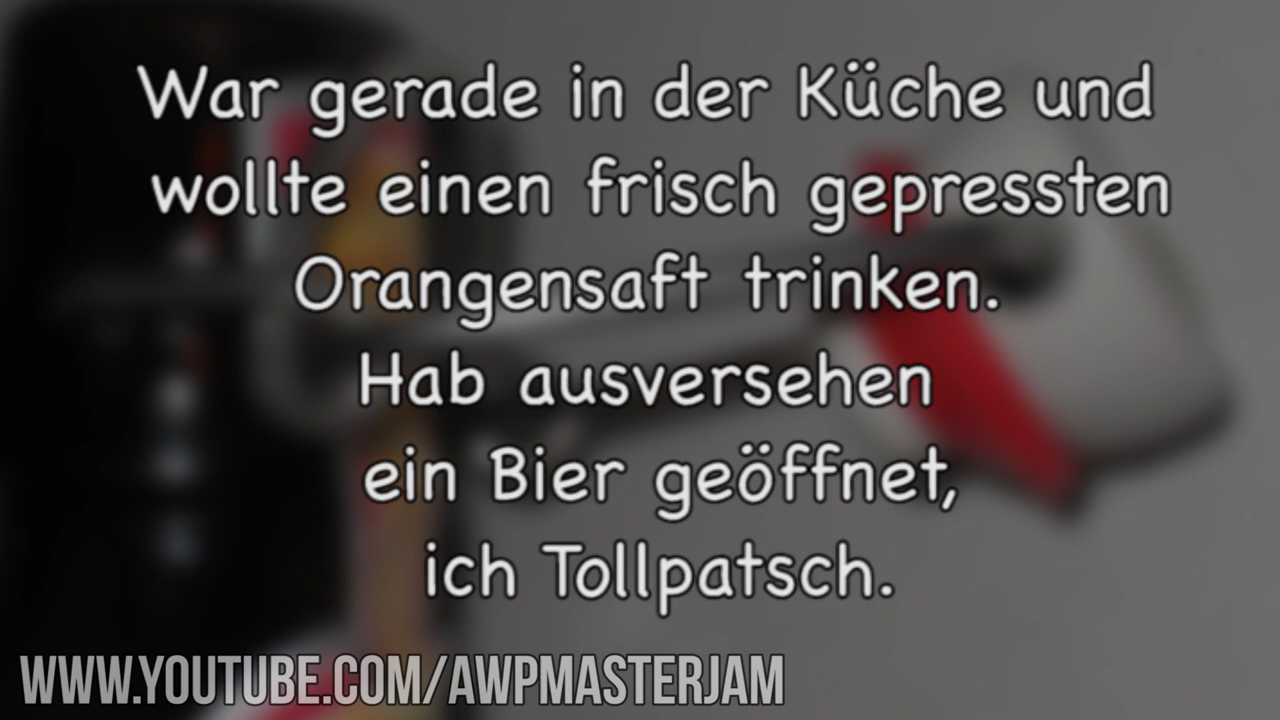 War gerade in der Küche und
wollte einen frisch gepressten
Orangensaft trinken.
Hab ausversehen
ein Bier geöffnet,
ich Tollpatsch.
WWW.YOUTUBE.COM/AWPMASTERJAM